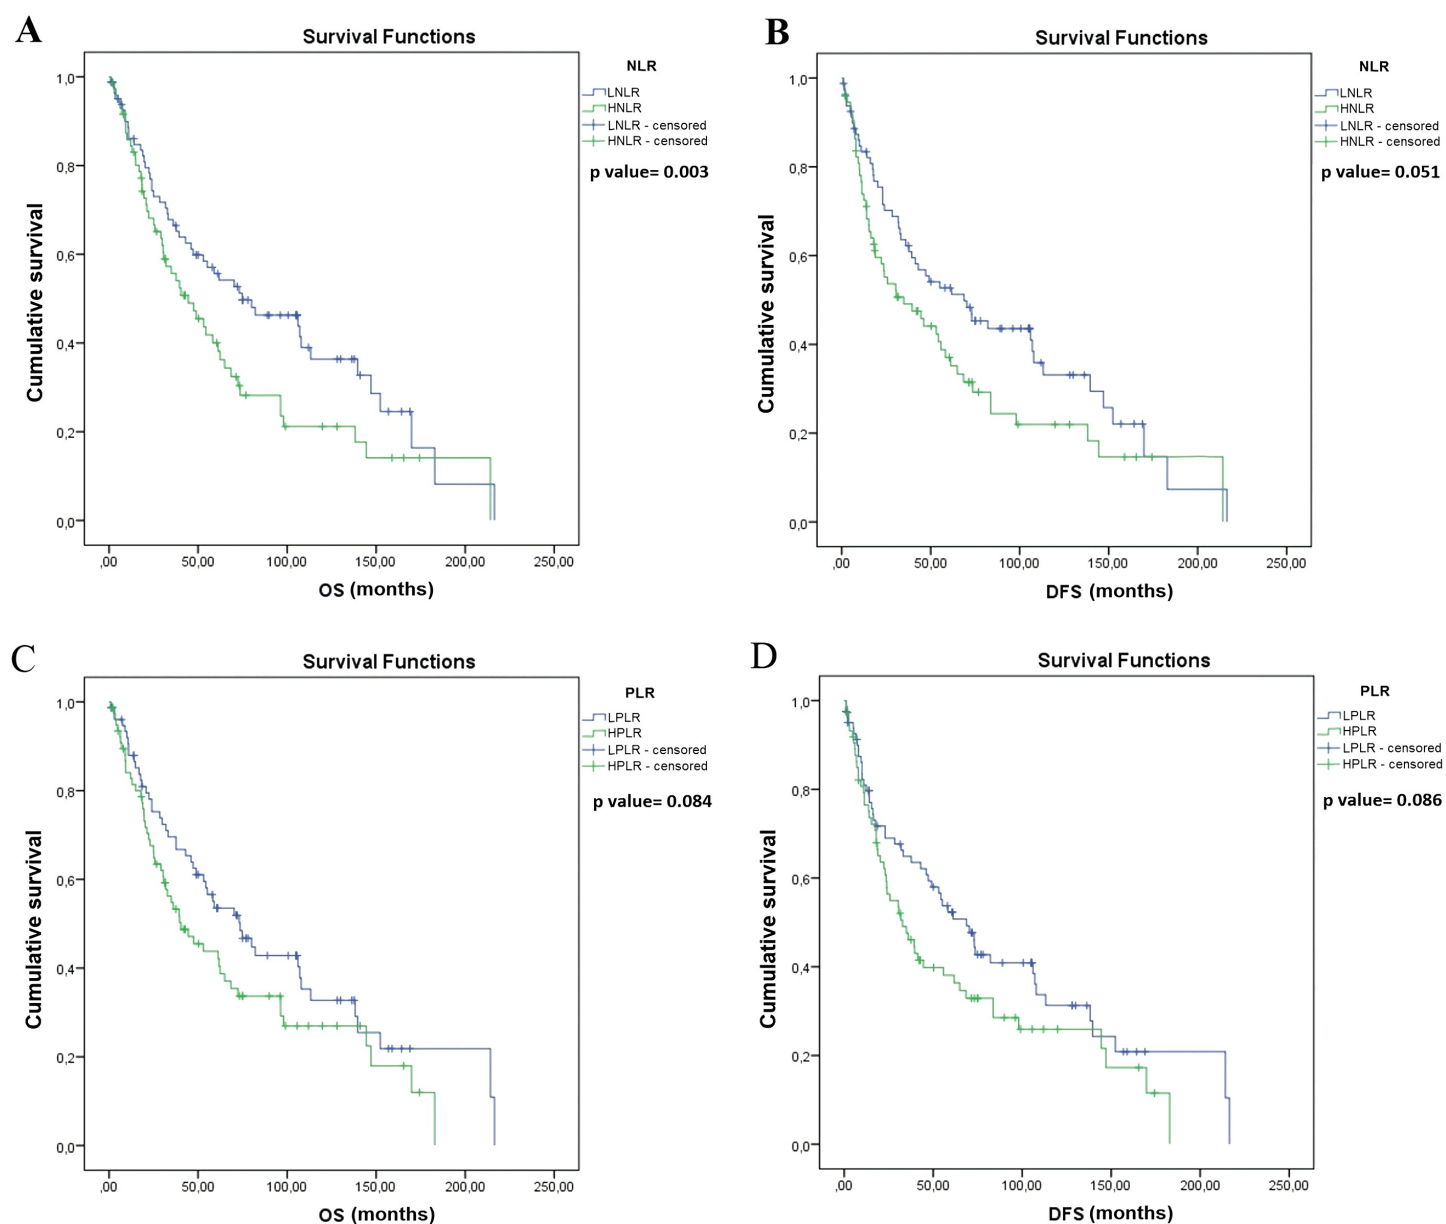 A
Survival Functions
1,0
0,8
0,6
0,4
0,2
0,0
Cumulative survival
,00 50,00 100,00 150,00 200,00 250,00
OS (months)
NLR
LNLR
HNLR
LNLR - censored
HNLR - censored
p value= 0.003
B
Survival Functions
1,0
0,8
0,6
0,4
0,2
0,0
Cumulative survival
,00 50,00 100,00 150,00 200,00 250,00
DFS (months)
NLR
LNLR
HNLR
LNLR - censored
HNLR - censored
p value= 0.051
C
Survival Functions
1,0
0,8
0,6
0,4
0,2
0,0
Cumulative survival
,00 50,00 100,00 150,00 200,00 250,00
OS (months)
PLR
LPLR
HPLR
LPLR - censored
HPLR - censored
p value= 0.084
D
Survival Functions
1,0
0,8
0,6
0,4
0,2
0,0
Cumulative survival
,00 50,00 100,00 150,00 200,00 250,00
DFS (months)
PLR
LPLR
HPLR
LPLR - censored
HPLR - censored
p value= 0.086